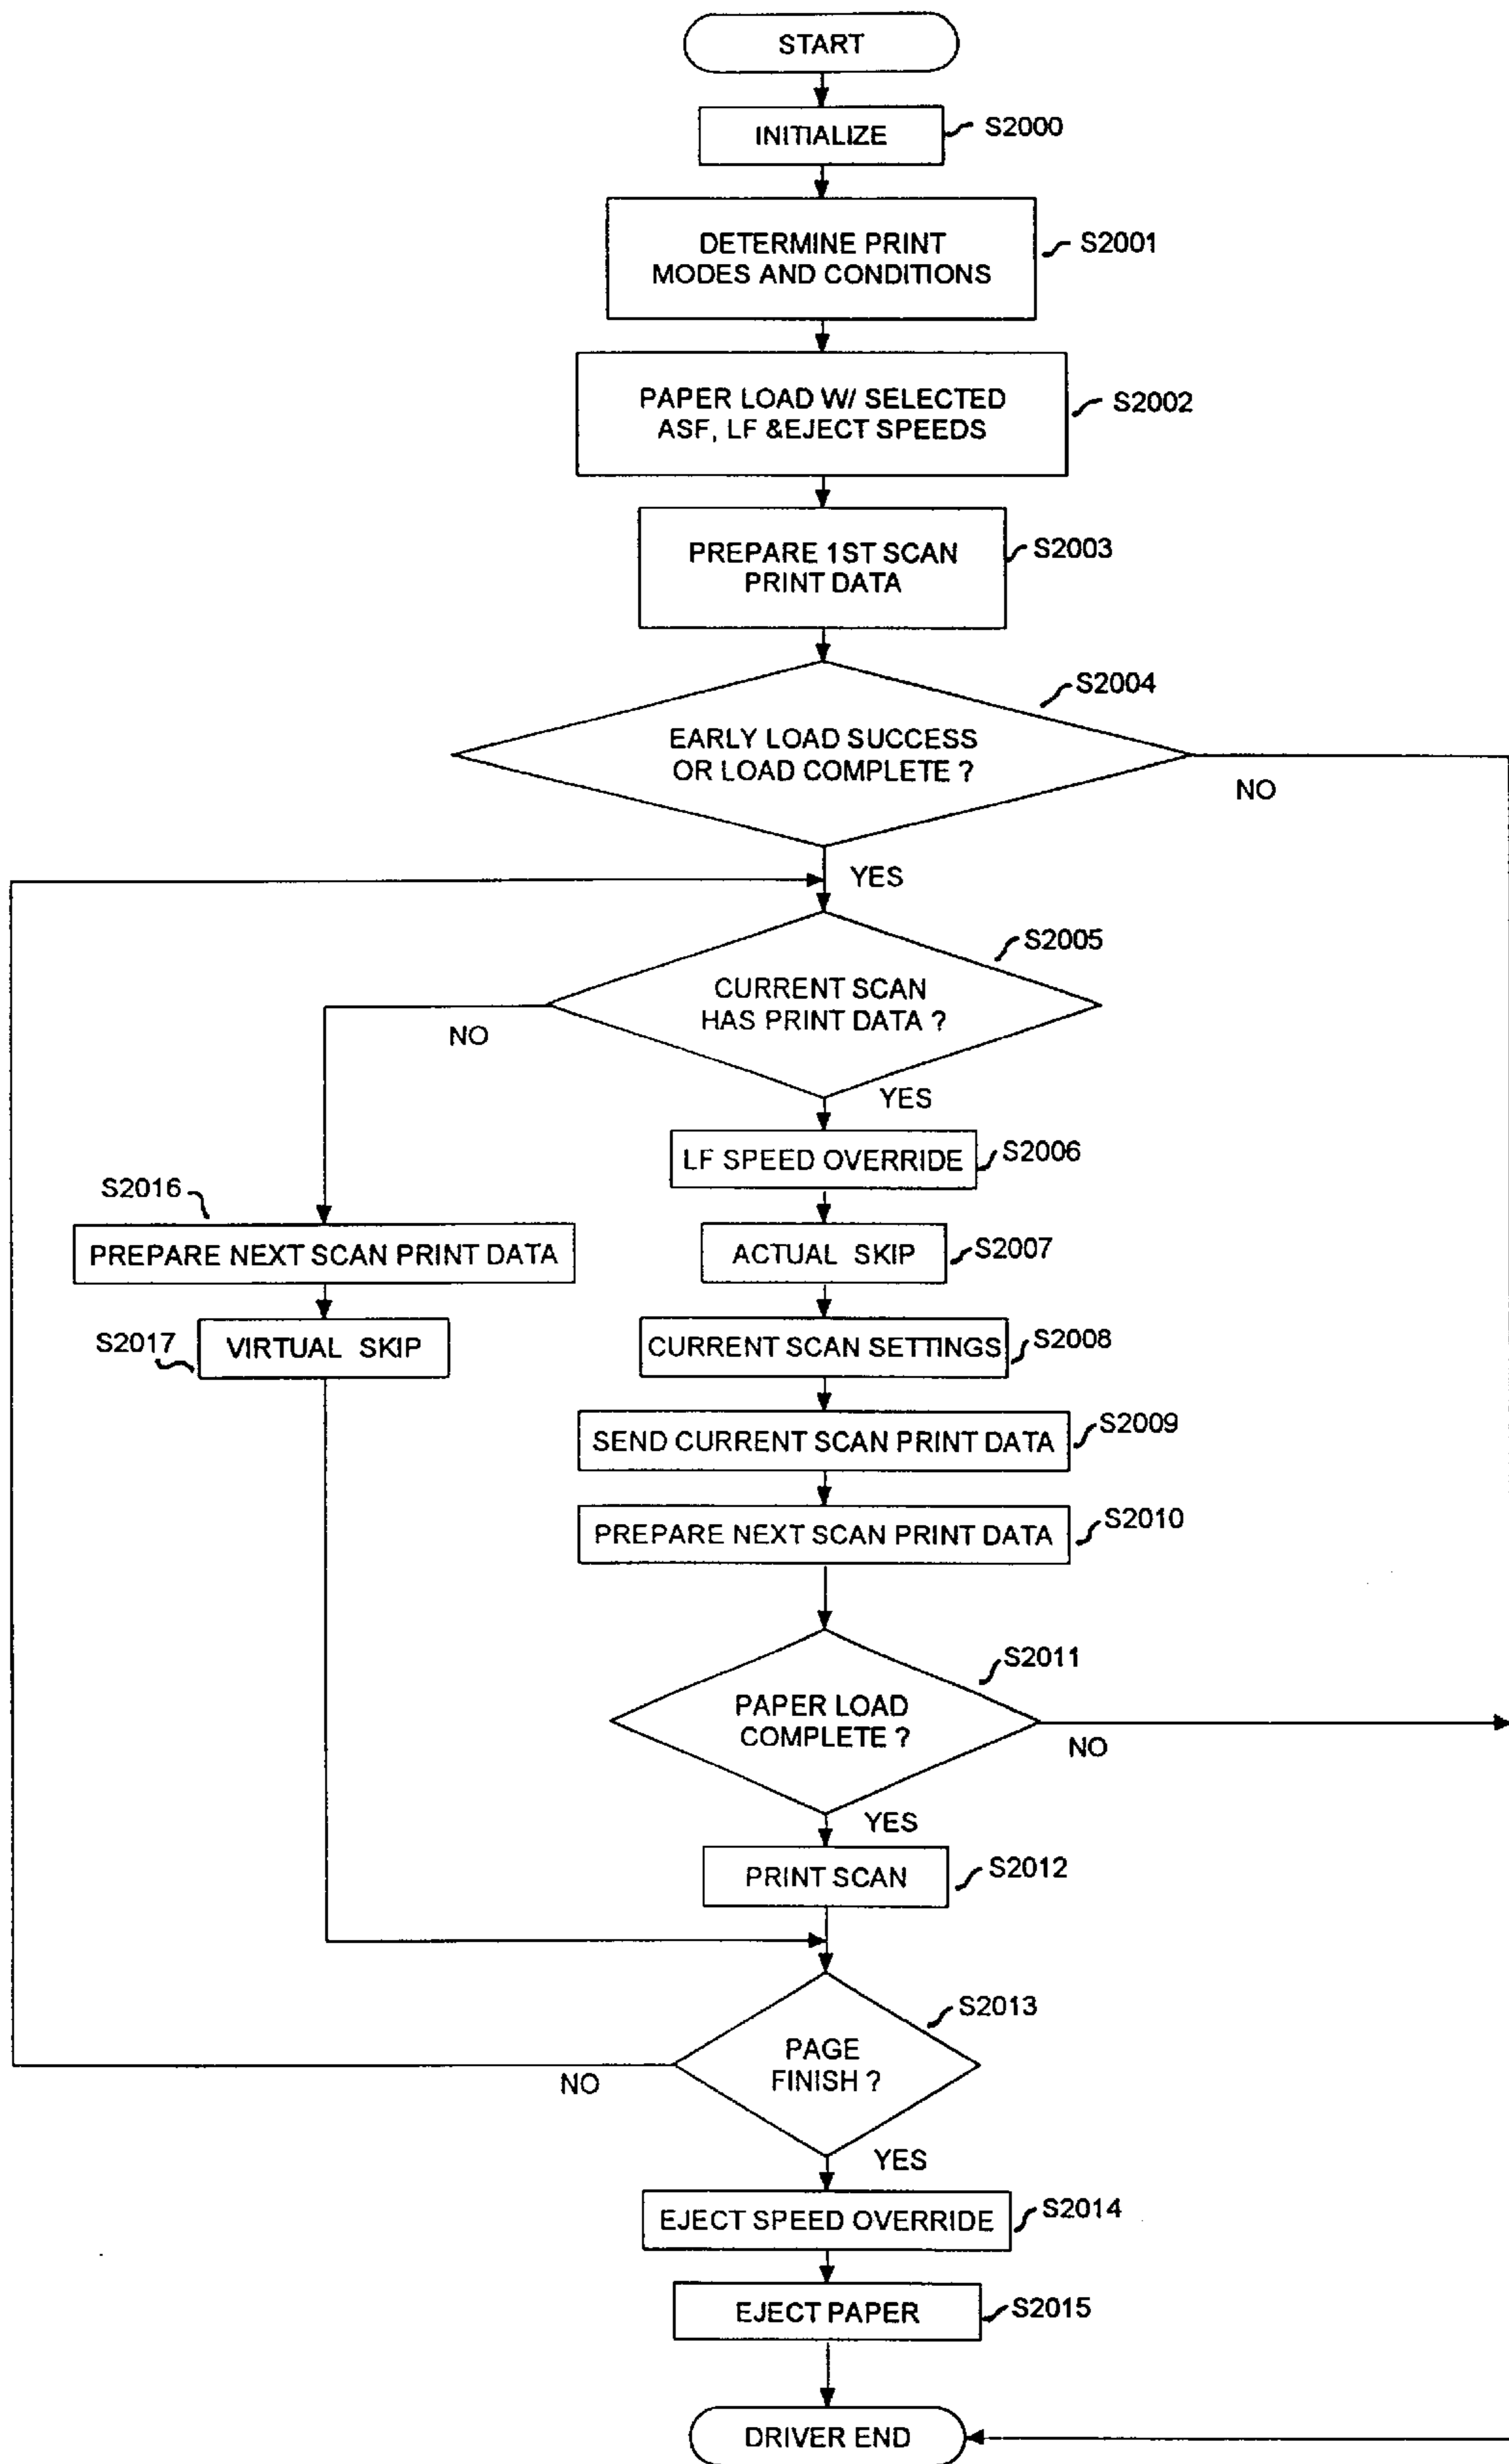 START
INITIALIZE
S2000
DETERMINE PRINT
MODES AND CONDITIONS
S2001
PAPER LOAD W/ SELECTED
ASF, LF &EJECT SPEEDS
S2002
PREPARE 1ST SCAN
PRINT DATA
S2003
S2004
EARLY LOAD SUCCESS
OR LOAD COMPLETE ?
NO
YES
S2005
CURRENT SCAN
HAS PRINT DATA ?
NO
YES
LF SPEED OVERRIDE
S2006
S2016
PREPARE NEXT SCAN PRINT DATA
ACTUAL SKIP
S2007
S2017
VIRTUAL SKIP
CURRENT SCAN SETTINGS
S2008
SEND CURRENT SCAN PRINT DATA
S2009
PREPARE NEXT SCAN PRINT DATA
S2010
S2011
PAPER LOAD
COMPLETE ?
NO
YES
PRINT SCAN
S2012
S2013
PAGE
FINISH ?
NO
YES
EJECT SPEED OVERRIDE
S2014
EJECT PAPER
S2015
DRIVER END